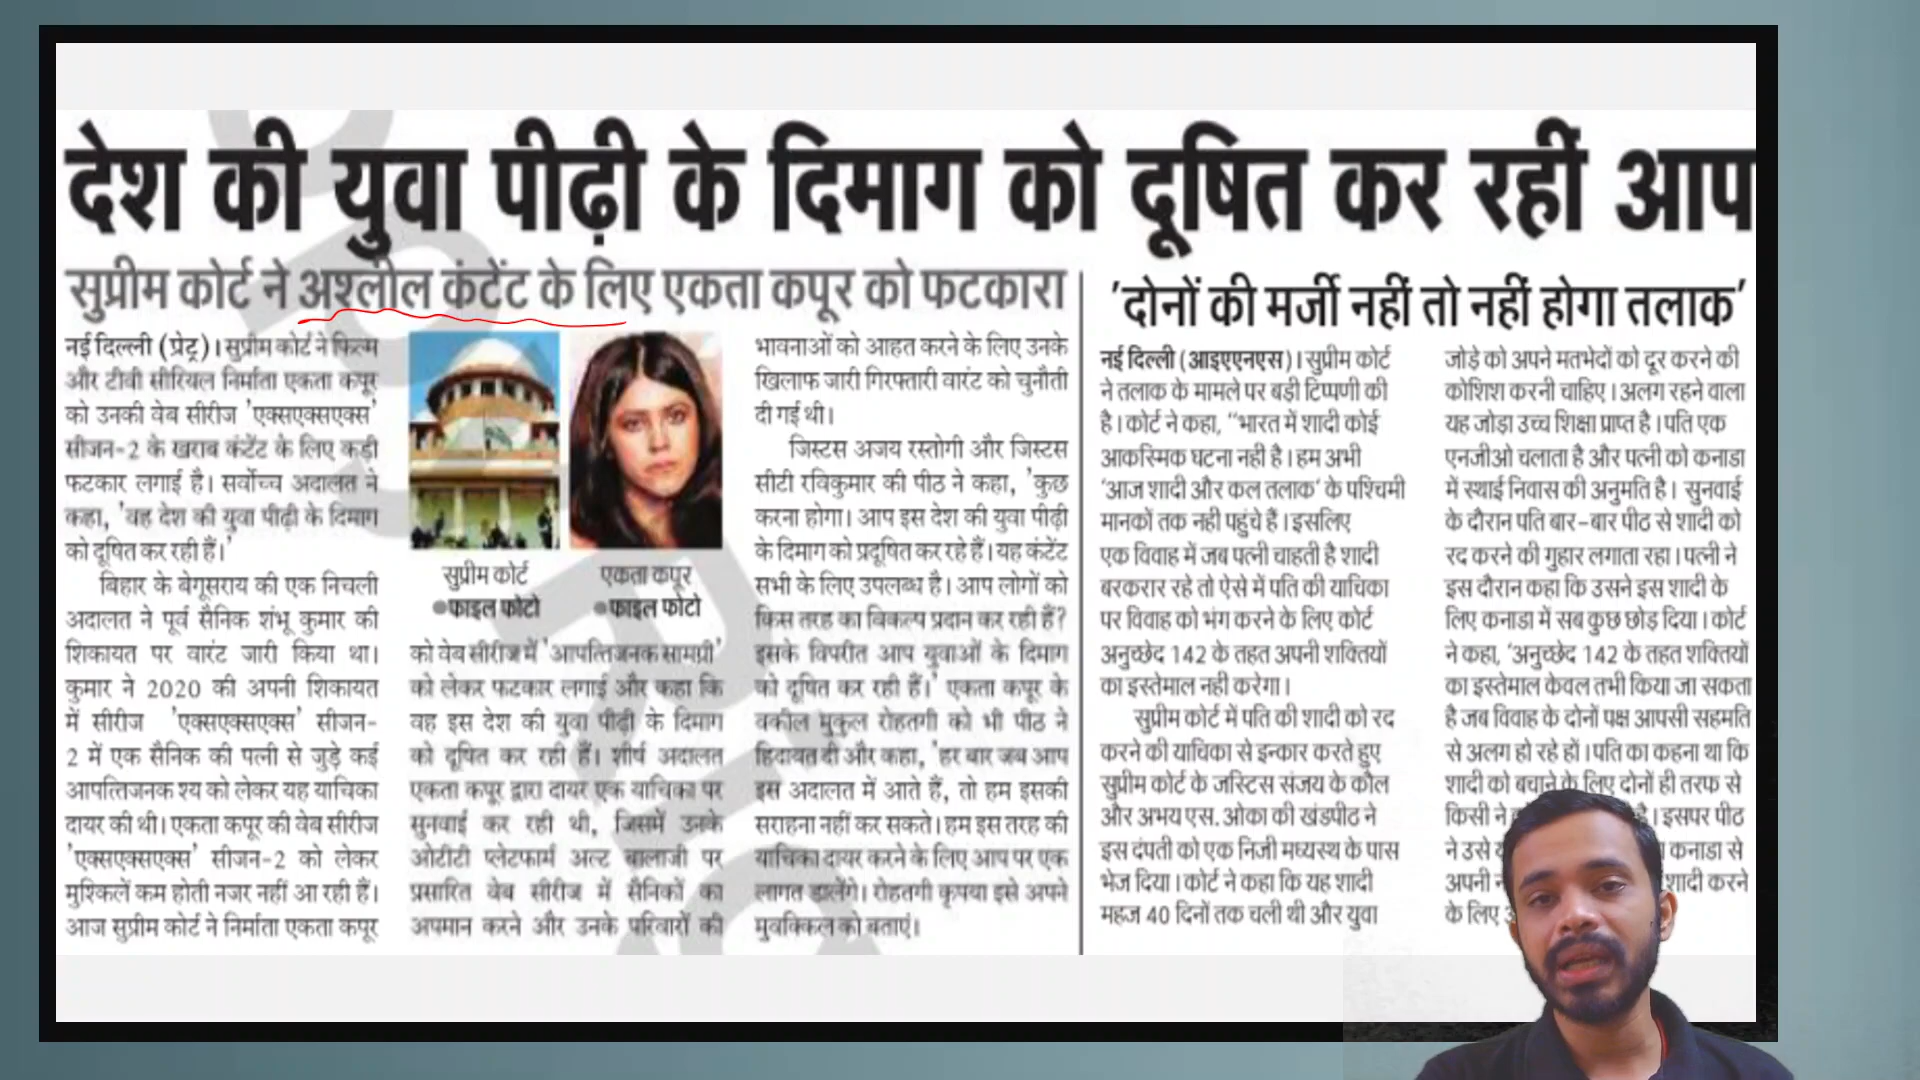 देश की युवा पीढ़ी के दिमाग को दूषित कर रहीं आप
सुप्रीम कोर्ट ने अश्लील कंटेंट के लिए एकता कपूर को फटकारा
नई दिल्ली (प्रेट्र)। सुप्रीम कोर्ट ने फिल्म
और टीवी सीरियल निर्माता एकता कपूर
को उनकी वेब सीरीज 'एक्सएक्सएक्स'
सीजन-2 के खराब कंटेंट के लिए कड़ी
फटकार लगाई है। सर्वोच्च अदालत ने
कहा, 'वह देश की युवा पीढ़ी के दिमाग
को दूषित कर रही हैं।'
बिहार के बेगूसराय की एक निचली
अदालत ने पूर्व सैनिक शंभू कुमार की
शिकायत पर वारंट जारी किया था।
कुमार ने 2020 की अपनी शिकायत
में सीरीज 'एक्सएक्सएक्स' सीजन-
2 में एक सैनिक की पत्नी से जुड़े कई
आपत्तिजनक श्य को लेकर यह याचिका
दायर की थी। एकता कपूर की वेब सीरीज
'एक्सएक्सएक्स' सीजन-2 को लेकर
मुश्किलें कम होती नजर नहीं आ रही हैं।
आज सुप्रीम कोर्ट ने निर्माता एकता कपूर
सुप्रीम कोर्ट
●फाइल फोटो
एकता कपूर
●फाइल फोटो
को वेब सीरीज में 'आपत्तिजनक सामग्री'
को लेकर फटकार लगाई और कहा कि
वह इस देश की युवा पीढ़ी के दिमाग
को दूषित कर रही हैं। शीर्ष अदालत
एकता कपूर द्वारा दायर एक याचिका पर
सुनवाई कर रही थी, जिसमें उनके
ओटीटी प्लेटफार्म अल्ट बालाजी पर
प्रसारित वेब सीरीज में सैनिकों का
अपमान करने और उनके परिवारों की
भावनाओं को आहत करने के लिए उनके
खिलाफ जारी गिरफ्तारी वारंट को चुनौती
दी गई थी।
जिस्टस अजय रस्तोगी और जिस्टस
सीटी रविकुमार की पीठ ने कहा, 'कुछ
करना होगा। आप इस देश की युवा पीढ़ी
के दिमाग को प्रदूषित कर रहे हैं। यह कंटेंट
सभी के लिए उपलब्ध है। आप लोगों को
किस तरह का विकल्प प्रदान कर रही हैं?
इसके विपरीत आप युवाओं के दिमाग
को दूषित कर रही हैं।' एकता कपूर के
वकील मुकुल रोहतगी को भी पीठ ने
हिदायत दी और कहा, 'हर बार जब आप
इस अदालत में आते हैं, तो हम इसकी
सराहना नहीं कर सकते। हम इस तरह की
याचिका दायर करने के लिए आप पर एक
लागत डालेंगे। रोहतगी कृपया इसे अपने
मुवक्किल को बताएं।
'दोनों की मर्जी नहीं तो नहीं होगा तलाक'
नई दिल्ली (आइएएनएस)। सुप्रीम कोर्ट
ने तलाक के मामले पर बड़ी टिप्पणी की
है। कोर्ट ने कहा, "भारत में शादी कोई
आकस्मिक घटना नही है। हम अभी
'आज शादी और कल तलाक' के पश्चिमी
मानकों तक नही पहुंचे हैं। इसलिए
एक विवाह में जब पत्नी चाहती है शादी
बरकरार रहे तो ऐसे में पति की याचिका
पर विवाह को भंग करने के लिए कोर्ट
अनुच्छेद 142 के तहत अपनी शक्तियों
का इस्तेमाल नही करेगा।
सुप्रीम कोर्ट में पति की शादी को रद
करने की याचिका से इन्कार करते हुए
सुप्रीम कोर्ट के जस्टिस संजय के कौल
और अभय एस. ओका की खंडपीठ ने
इस दंपती को एक निजी मध्यस्थ के पास
भेज दिया। कोर्ट ने कहा कि यह शादी
महज 40 दिनों तक चली थी और युवा
जोड़े को अपने मतभेदों को दूर करने की
कोशिश करनी चाहिए। अलग रहने वाला
यह जोड़ा उच्च शिक्षा प्राप्त है। पति एक
एनजीओ चलाता है और पत्नी को कनाडा
में स्थाई निवास की अनुमति है। सुनवाई
के दौरान पति बार-बार पीठ से शादी को
रद करने की गुहार लगाता रहा। पत्नी ने
इस दौरान कहा कि उसने इस शादी के
लिए कनाडा में सब कुछ छोड़ दिया। कोर्ट
ने कहा, 'अनुच्छेद 142 के तहत शक्तियों
का इस्तेमाल केवल तभी किया जा सकता
है जब विवाह के दोनों पक्ष आपसी सहमति
से अलग हो रहे हों। पति का कहना था कि
शादी को बचाने के लिए दोनों ही तरफ से
किसी ने है। इसपर पीठ
ने उसे कनाडा से
अपनी शादी करने
के लिए